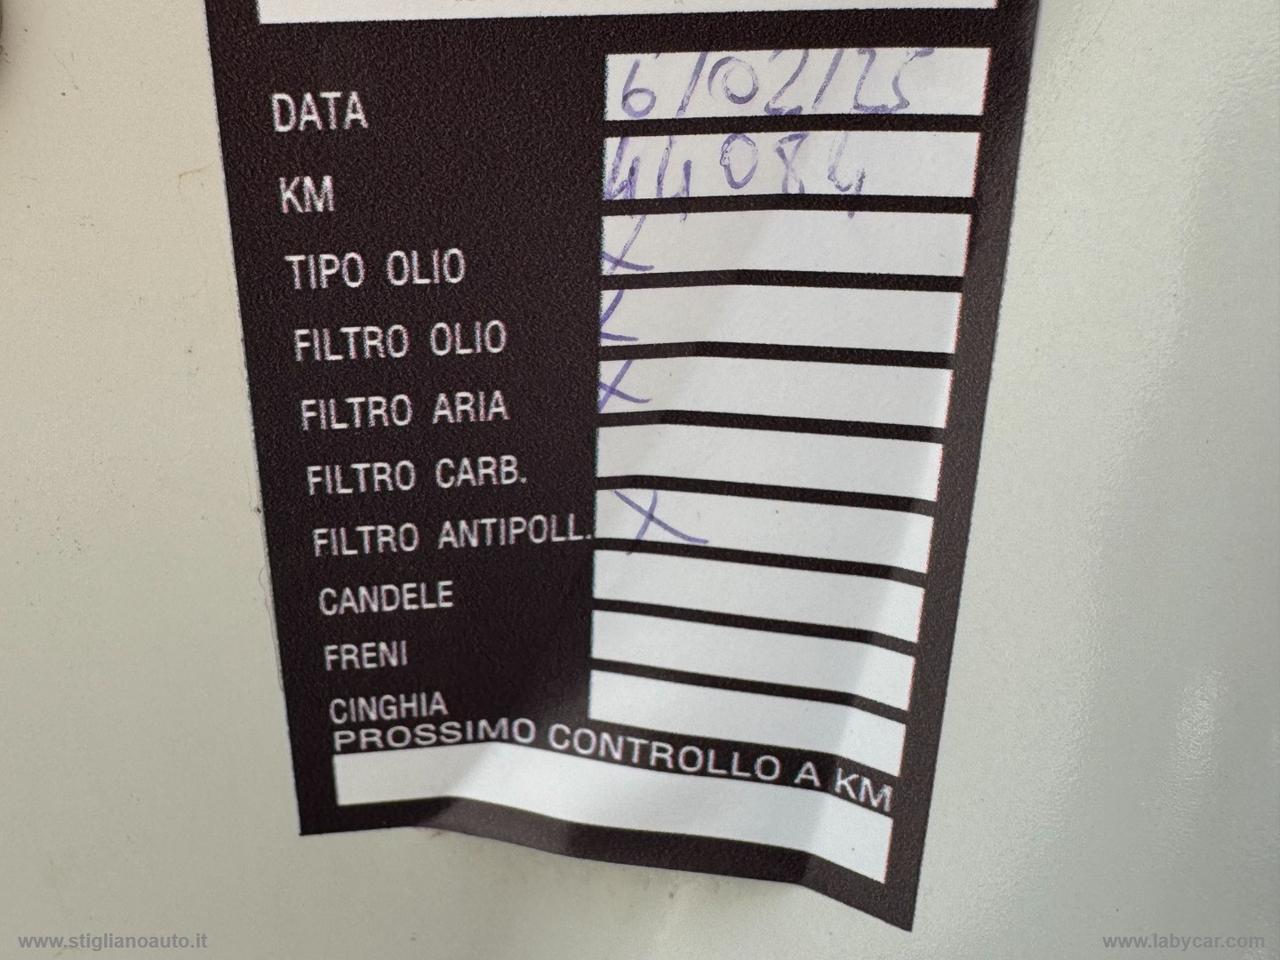 DATA 6/02/25
KM 44084
TIPO OLIO X
FILTRO OLIO X
FILTRO ARIA X
FILTRO CARB.
FILTRO ANTIPOLL. X
CANDELE
FRENI
CINGHIA
PROSSIMO CONTROLLO A KM
www.stiglianoauto.it
www.labycar.com